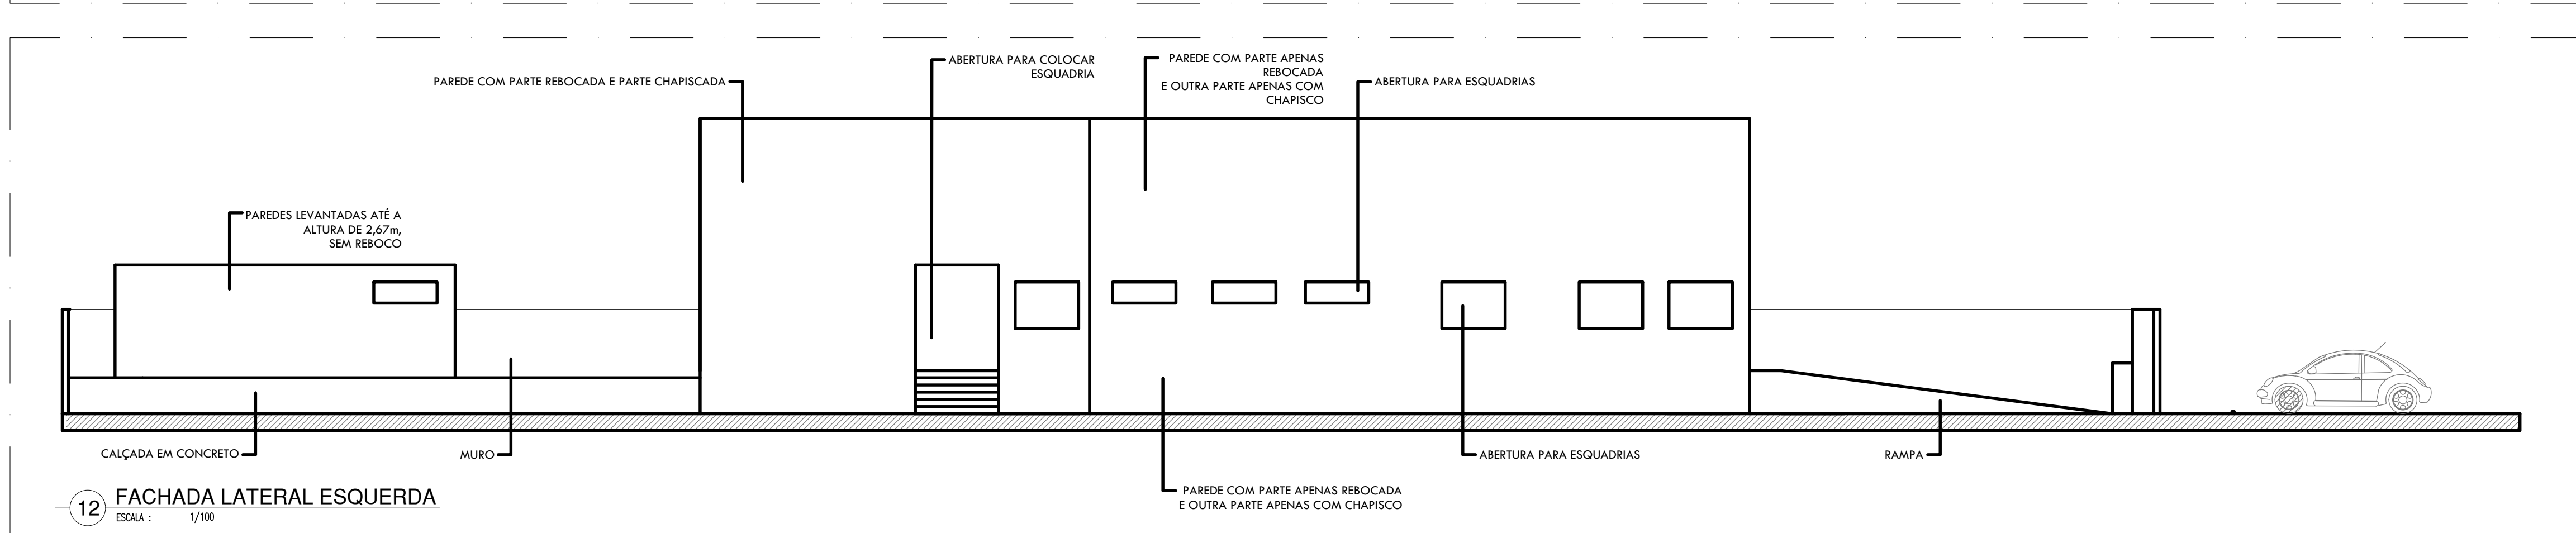 ABERTURA PARA COLOCAR
ESQUADRIA
PAREDE COM PARTE APENAS
REBOCADA
E OUTRA PARTE APENAS COM
CHAPISCO
PAREDE COM PARTE REBOCADA E PARTE CHAPISCADA
ABERTURA PARA ESQUADRIAS
PAREDES LEVANTADAS ATÉ A
ALTURA DE 2,67m,
SEM REBOCO
CALÇADA EM CONCRETO
MURO
ABERTURA PARA ESQUADRIAS
RAMPA
PAREDE COM PARTE APENAS REBOCADA
E OUTRA PARTE APENAS COM CHAPISCO
12 FACHADA LATERAL ESQUERDA
ESCALA : 1/100